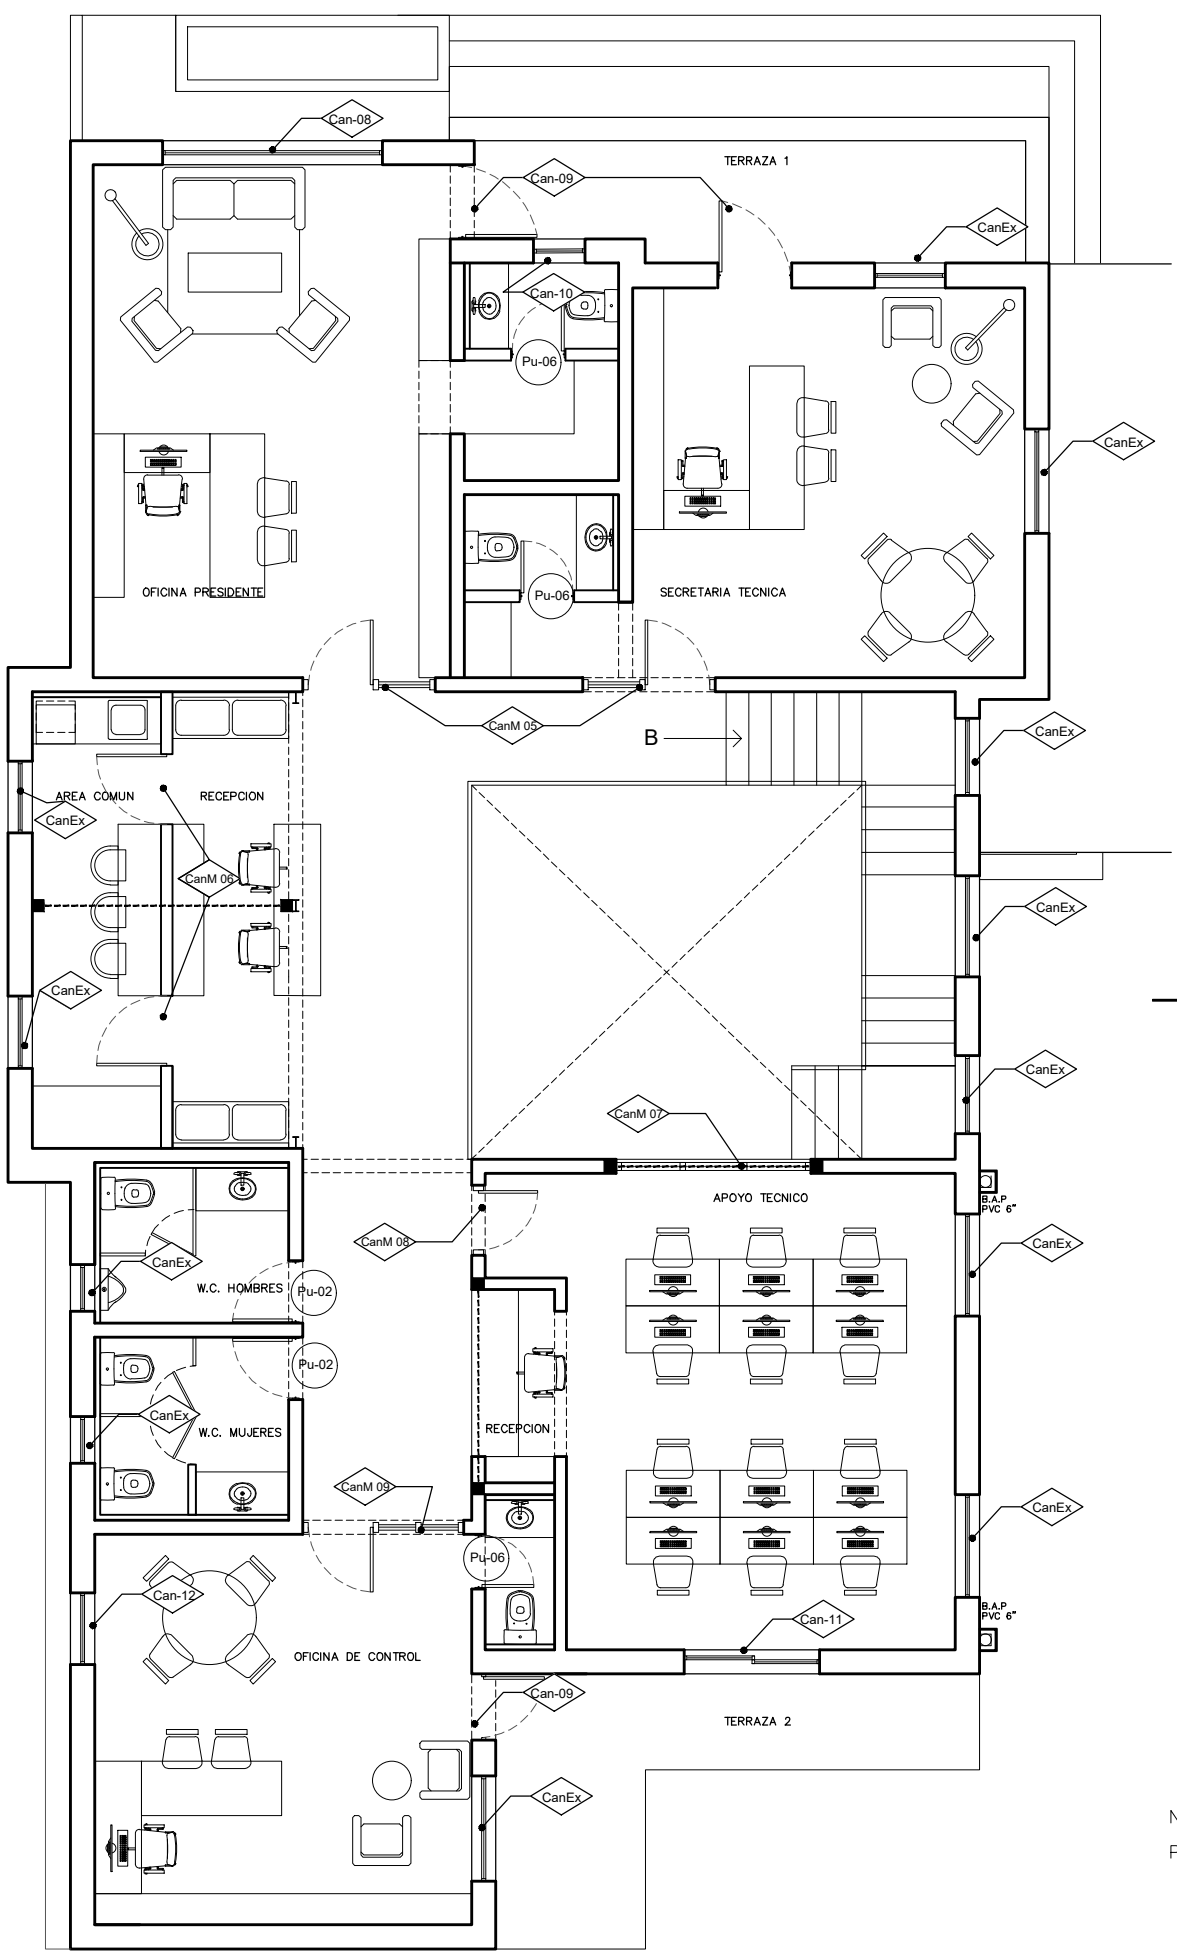 Can-08
TERRAZA 1
Can-09
CanEx
Can-10
Pu-06
CanEx
OFICINA PRESIDENTE
Pu-06
SECRETARIA TECNICA
CanM 05
B
CanEx
AREA COMUN
RECEPCION
CanEx
CanM 06
CanEx
CanEx
CanEx
CanM 07
APOYO TECNICO
B.A.P
PVC 6"
CanM 08
CanEx
CanEx
W.C. HOMBRES
Pu-02
Pu-02
CanEx
W.C. MUJERES
RECEPCION
CanM 09
CanEx
Pu-06
Can-12
B.A.P
PVC 6"
Can-11
OFICINA DE CONTROL
Can-09
TERRAZA 2
CanEx
N
P